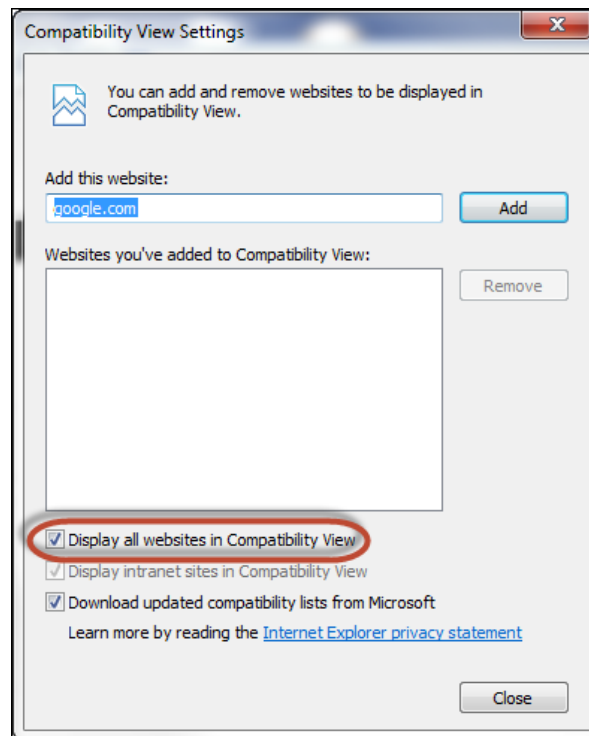 Compatibility View Settings
You can add and remove websites to be displayed in
Compatibility View.
Add this website:
google.com
Add
Websites you've added to Compatibility View:
Remove
Display all websites in Compatibility View
Display intranet sites in Compatibility View
Download updated compatibility lists from Microsoft
Learn more by reading the Internet Explorer privacy statement
Close